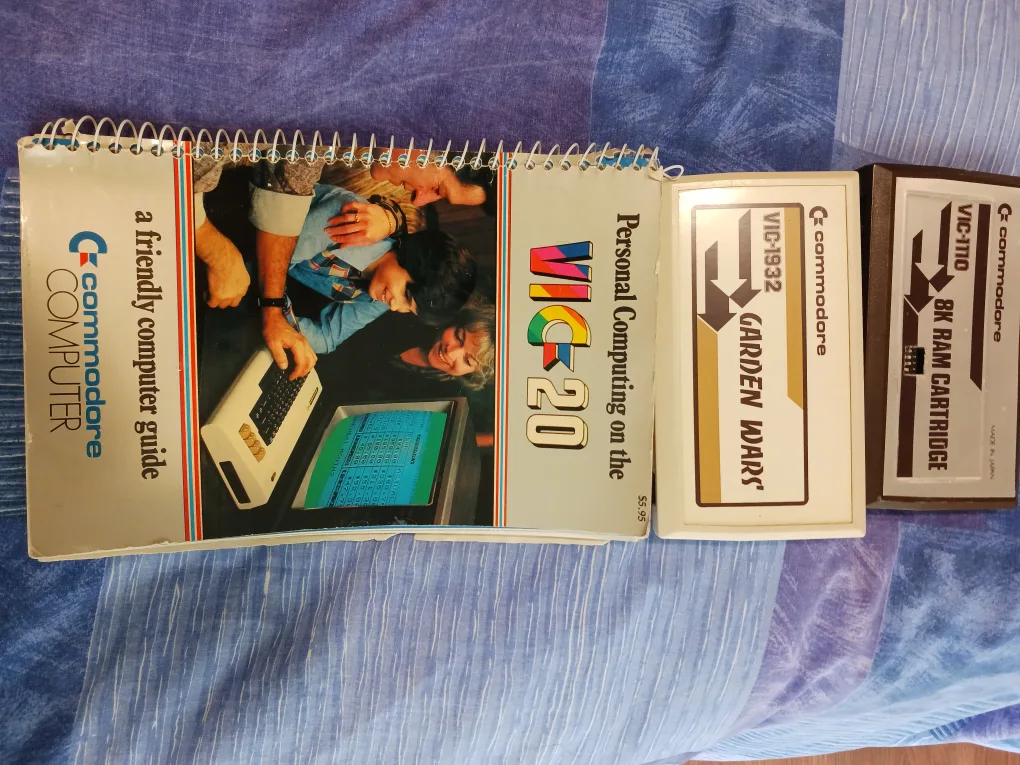 Personal Computing on the
VIC-20
$5.95
a friendly computer guide
commodore
COMPUTER
commodore
VIC-1932
GARDEN WARS
commodore
VIC-1110
8K RAM CARTRIDGE
MADE IN JAPAN